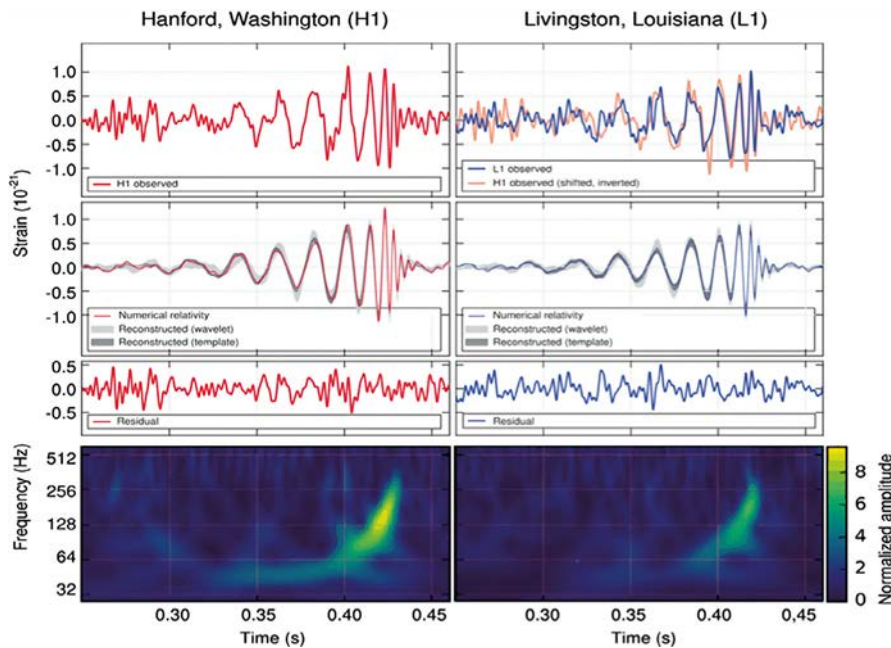 Hanford, Washington (H1)
Livingston, Louisiana (L1)
Strain (10⁻²¹)
1.0
0.5
0.0
-0.5
-1.0
H1 observed
L1 observed
H1 observed (shifted, inverted)
1.0
0.5
0.0
-0.5
-1.0
Numerical relativity
Reconstructed (wavelet)
Reconstructed (template)
Numerical relativity
Reconstructed (wavelet)
Reconstructed (template)
0.5
0.0
-0.5
Residual
Residual
Frequency (Hz)
512
256
128
64
32
Normalized amplitude
8
6
4
2
0
0.30
0.35
0.40
0.45
0.30
0.35
0.40
0,45
Time (s)
Time (s)